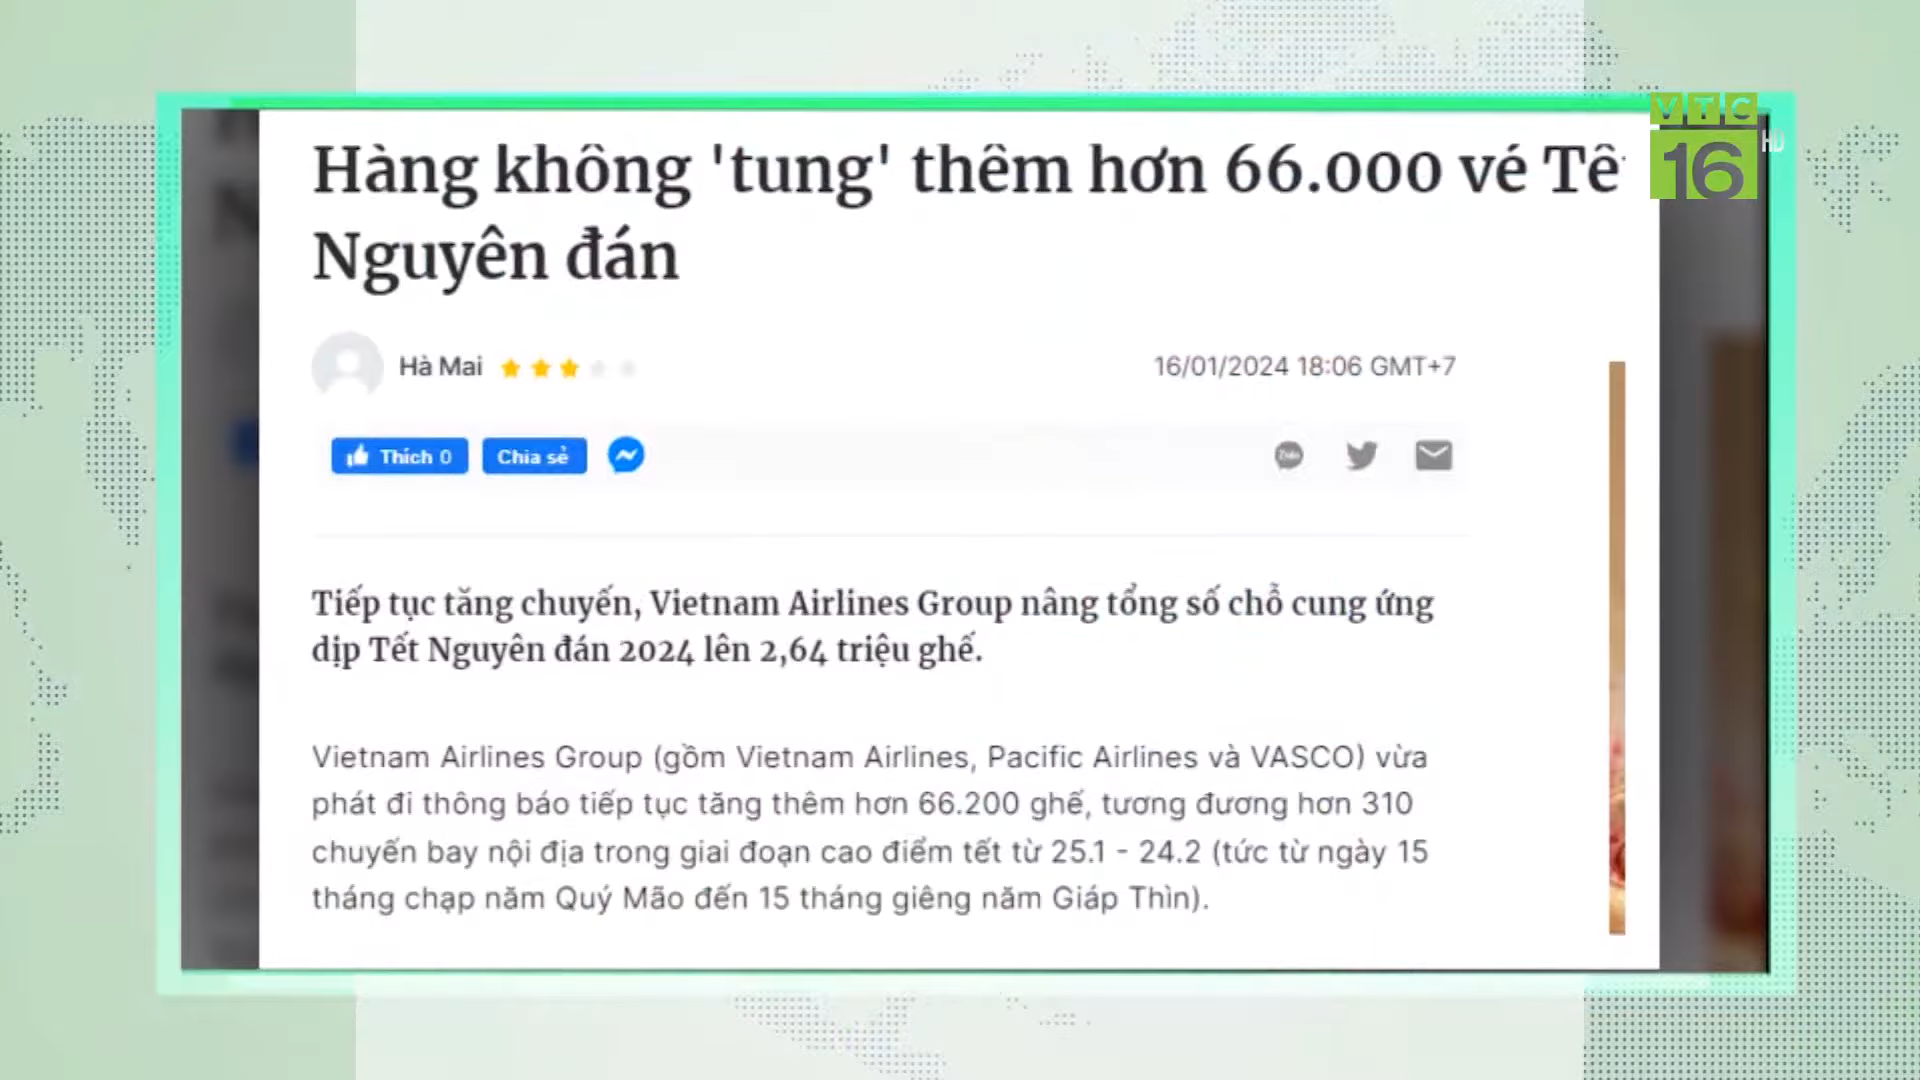 VTC
16 HD
Hàng không 'tung' thêm hơn 66.000 vé
Nguyên đán
Hà Mai
16/01/2024 18:06 GMT+7
Thích 0 Chia sẻ
Zalo
Tiếp tục tăng chuyến, Vietnam Airlines Group nâng tổng số chỗ cung ứng
dịp Tết Nguyên đán 2024 lên 2,64 triệu ghế.
Vietnam Airlines Group (gồm Vietnam Airlines, Pacific Airlines và VASCO) vừa
phát đi thông báo tiếp tục tăng thêm hơn 66.200 ghế, tương đương hơn 310
chuyến bay nội địa trong giai đoạn cao điểm tết từ 25.1 - 24.2 (tức từ ngày 15
tháng chạp năm Quý Mão đến 15 tháng giêng năm Giáp Thìn).